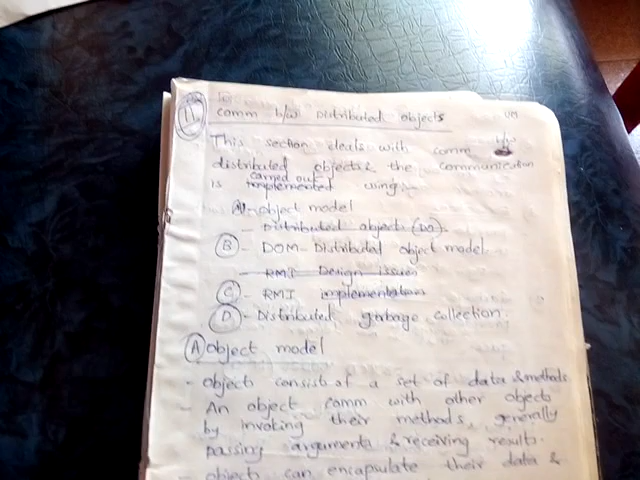 11 comm b/w Distributed objects
This section deals with comm b/w
distributed objects & the communication
is carried out using:
A - object model
- Distributed object (DO)
B - DOM - Distributed object model
- RMI Design issues
C - RMI implementation
D - Distributed garbage collection.
A object model
- objects consist of a set of data & methods
- An object comm with other objects
by invoking their methods, generally
passing arguments & receiving results.
- objects can encapsulate their data &